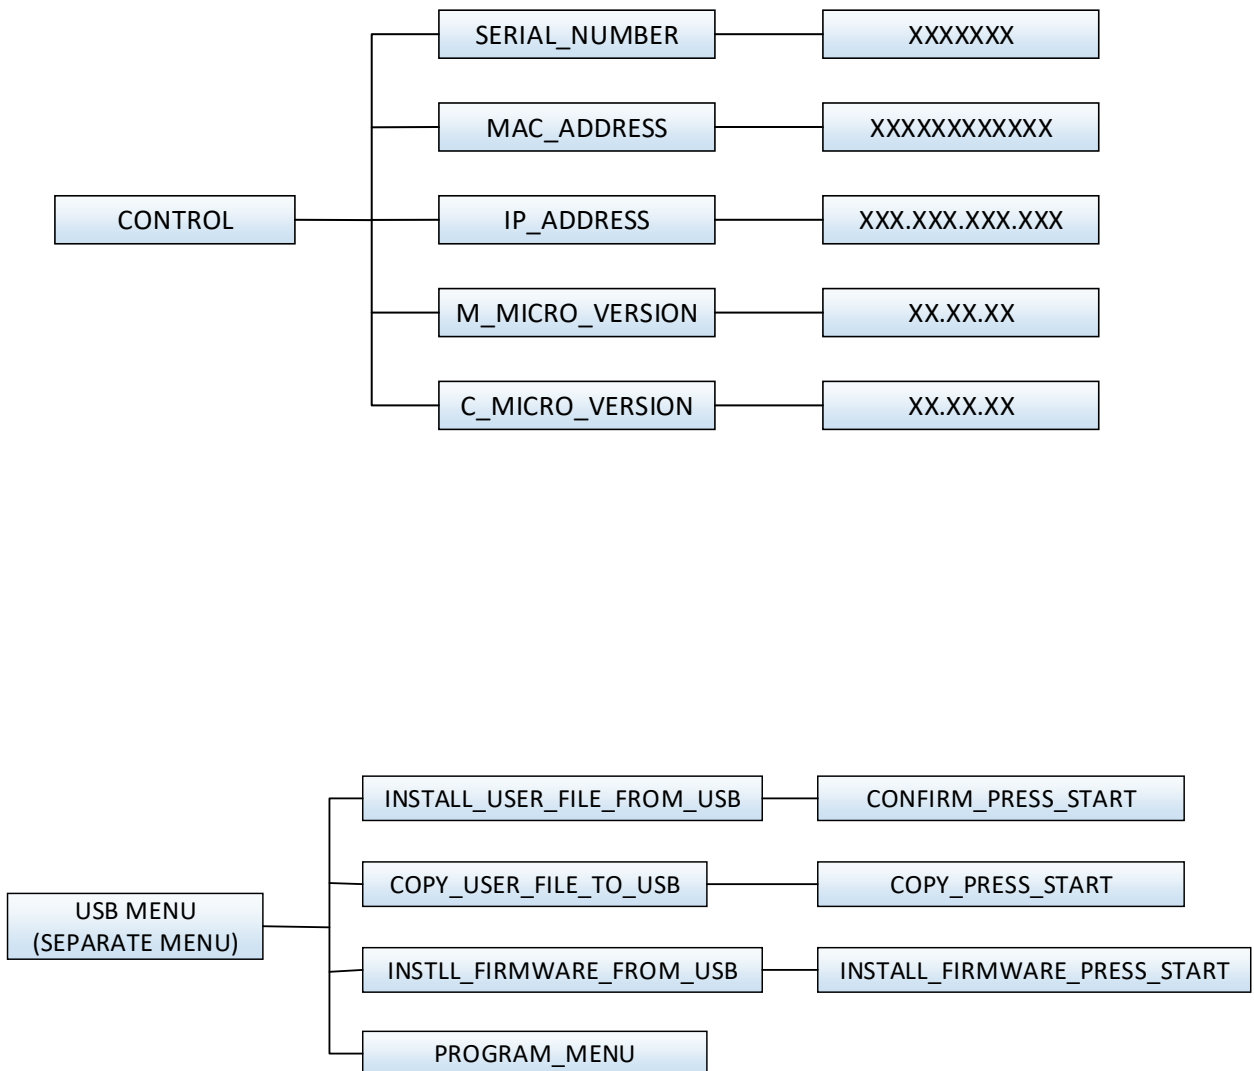 CONTROL
SERIAL_NUMBER
XXXXXXX
MAC_ADDRESS
XXXXXXXXXXXX
IP_ADDRESS
XXX.XXX.XXX.XXX
M_MICRO_VERSION
XX.XX.XX
C_MICRO_VERSION
XX.XX.XX
USB MENU
(SEPARATE MENU)
INSTALL_USER_FILE_FROM_USB
CONFIRM_PRESS_START
COPY_USER_FILE_TO_USB
COPY_PRESS_START
INSTLL_FIRMWARE_FROM_USB
INSTALL_FIRMWARE_PRESS_START
PROGRAM_MENU